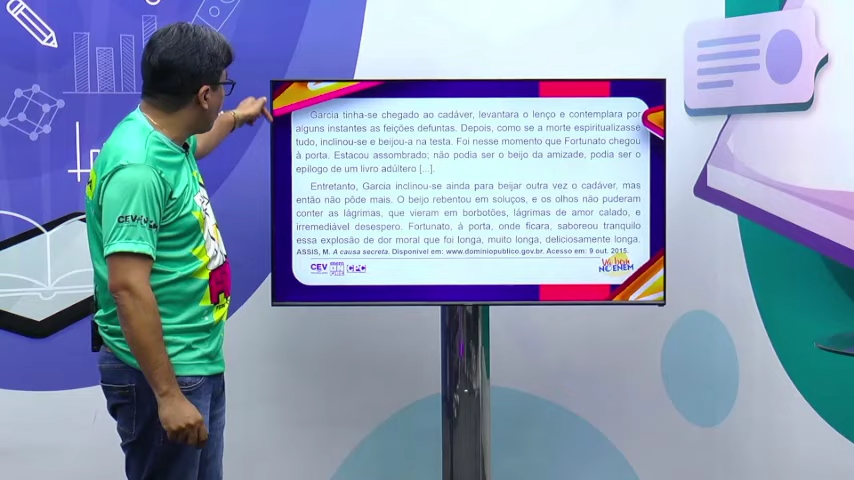 Garcia tinha-se chegado ao cadáver, levantara o lenço e contemplara por
alguns instantes as feições defuntas. Depois, como se a morte espiritualizasse
tudo, inclinou-se e beijou-a na testa. Foi nesse momento que Fortunato chegou
à porta. Estacou assombrado; não podia ser o beijo da amizade, podia ser o
epílogo de um livro adúltero [...].
Entretanto, Garcia inclinou-se ainda para beijar outra vez o cadáver, mas
então não pôde mais. O beijo rebentou em soluços, e os olhos não puderam
conter as lágrimas, que vieram em borbotões, lágrimas de amor calado, e
irremediável desespero. Fortunato, à porta, onde ficara, saboreou tranquilo
essa explosão de dor moral que foi longa, muito longa, deliciosamente longa.
ASSIS, M. A causa secreta. Disponível em: www.dominiopublico.gov.br. Acesso em: 9 out. 2015.
CEV CPC
NO ENEM
CEV